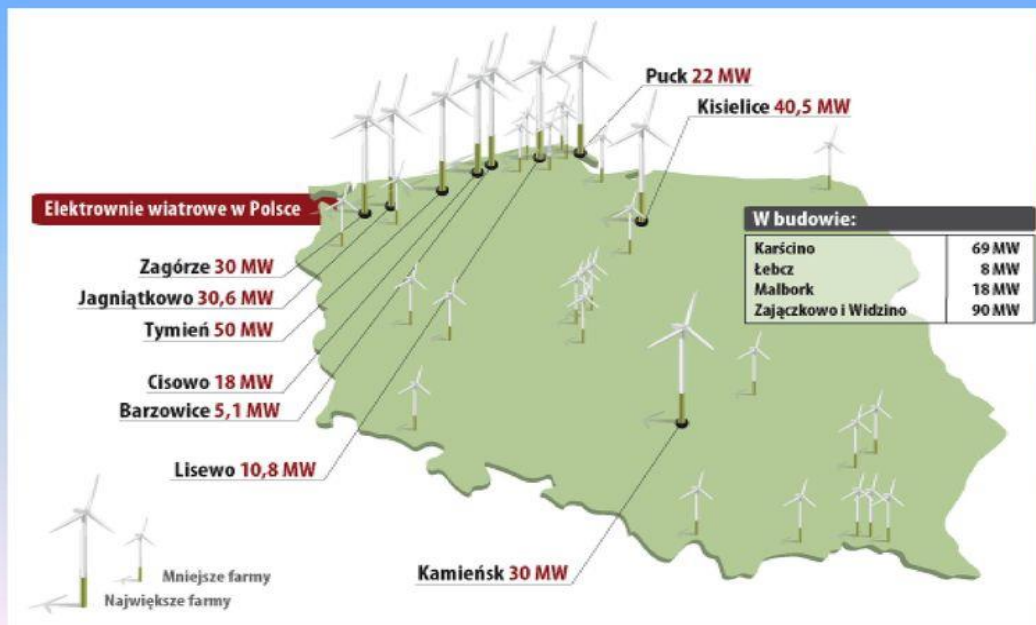 Puck 22 MW
Kisielice 40,5 MW
Elektrownie wiatrowe w Polsce
W budowie:
Karścino 69 MW
Łebcz 8 MW
Malbork 18 MW
Zajączkowo i Widzino 90 MW
Zagórze 30 MW
Jagniątkowo 30,6 MW
Tymień 50 MW
Cisowo 18 MW
Barzowice 5,1 MW
Lisewo 10,8 MW
Kamieńsk 30 MW
Mniejsze farmy
Największe farmy